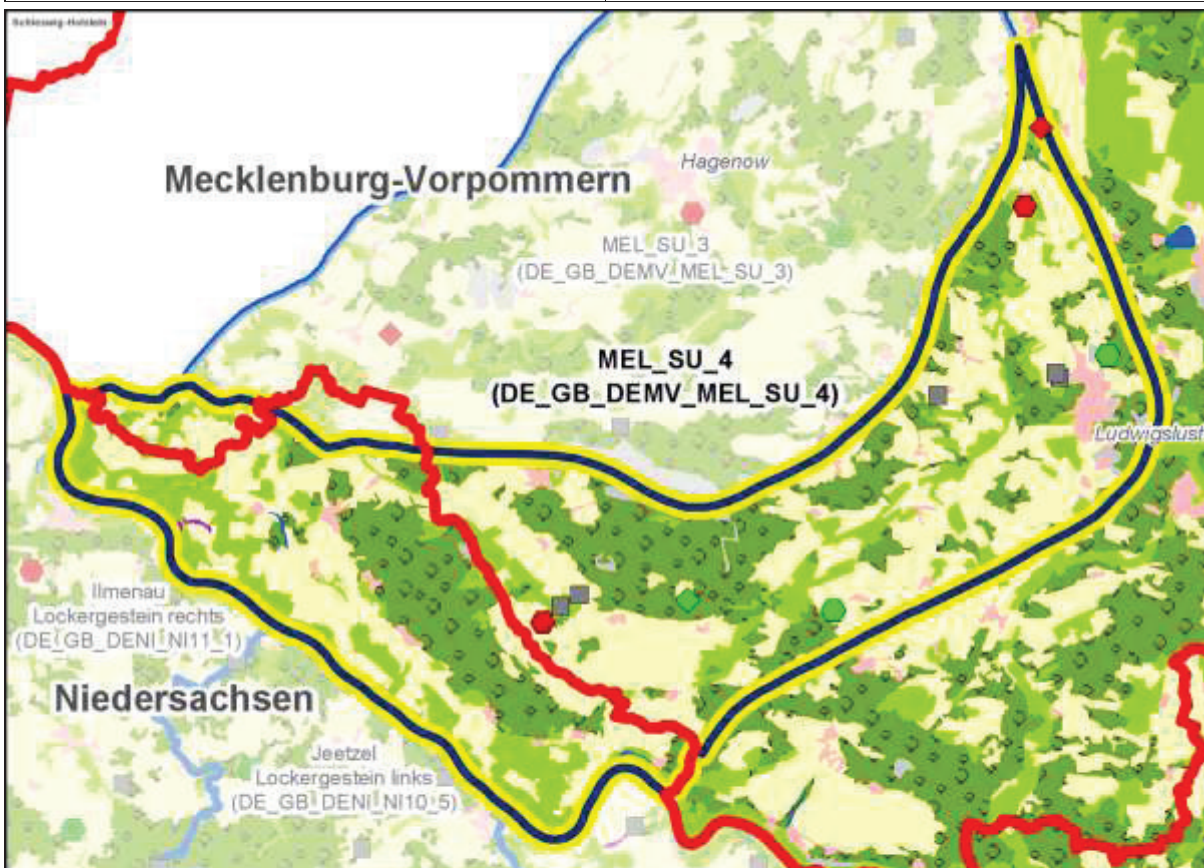 Schleswig-Holstein
Mecklenburg-Vorpommern
Hagenow
MEL_SU_3
(DE_GB_DEMV_MEL_SU_3)
MEL_SU_4
(DE_GB_DEMV_MEL_SU_4)
Ludwigslust
Ilmenau
Lockergestein rechts
(DE_GB_DENI_NI11_1)
Niedersachsen
Jeetzel
Lockergestein links
(DE_GB_DENI_NI10_5)